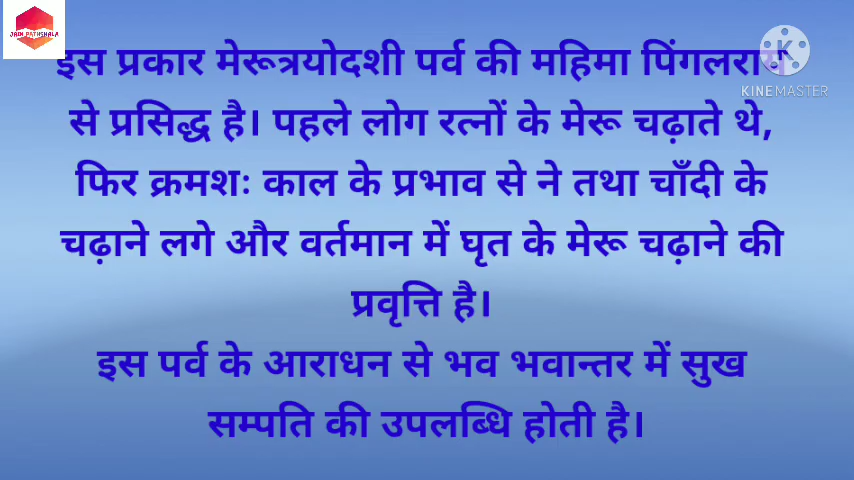 JAIN PATHSHALA
इस प्रकार मेरूत्रयोदशी पर्व की महिमा
K
KINEMASTER
से प्रसिद्ध है। पहले लोग रत्नों के मेरू चढ़ाते थे,
फिर क्रमशः काल के प्रभाव से ने तथा चाँदी के
चढ़ाने लगे और वर्तमान में घृत के मेरू चढ़ाने की
प्रवृत्ति है।
इस पर्व के आराधन से भव भवान्तर में सुख
सम्पति की उपलब्धि होती है।